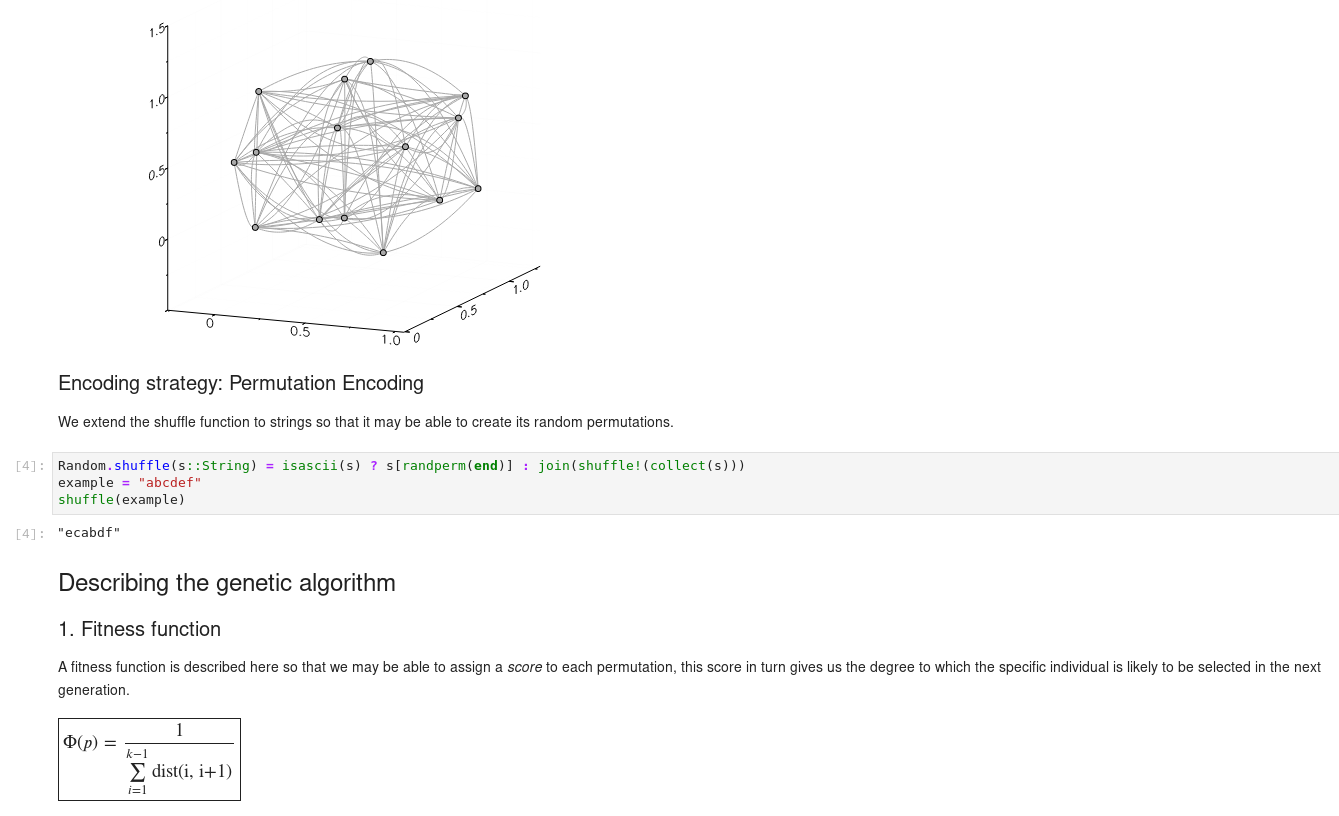 1.5
1.0
0.5
0
0 0.5 1.0
0 0.5 1.0
Encoding strategy: Permutation Encoding
We extend the shuffle function to strings so that it may be able to create its random permutations.
[4]: Random.shuffle(s::String) = isascii(s) ? s[randperm(end)] : join(shuffle!(collect(s)))
example = "abcdef"
shuffle(example)
[4]: "ecabdf"
Describing the genetic algorithm
1. Fitness function
A fitness function is described here so that we may be able to assign a score to each permutation, this score in turn gives us the degree to which the specific individual is likely to be selected in the next
generation.
1
Φ(p) =
k−1
∑ dist(i, i+1)
i=1